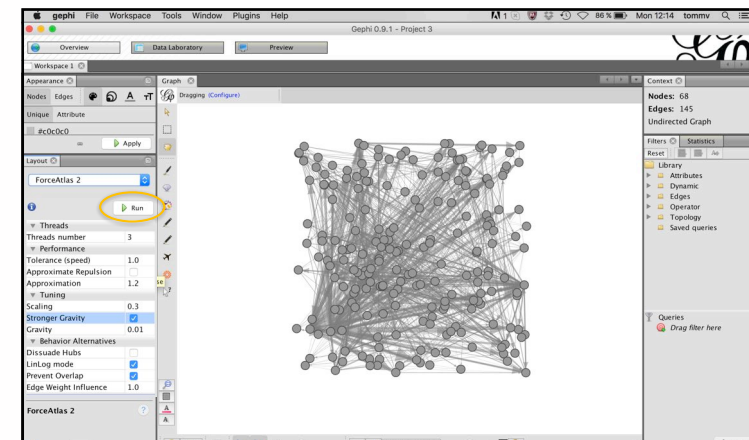 gephi File Workspace Tools Window Plugins Help 1 86% Mon 12:14 tommv
Gephi 0.9.1 - Project 3
Overview Data Laboratory Preview
Workspace 1
Appearance Graph Context
Nodes Edges Dragging (Configure) Nodes: 68
Edges: 145
Unique Attribute Undirected Graph
#c0c0c0
Apply Filters Statistics
Reset
Layout Library
ForceAtlas 2 Attributes
Dynamic
Run Edges
Operator
Threads Topology
Threads number 3 Saved queries
Performance
Tolerance (speed) 1.0
Approximate Repulsion
Approximation 1.2
Tuning
Scaling 0.3
Stronger Gravity Queries
Gravity 0.01 Drag filter here
Behavior Alternatives
Dissuade Hubs
LinLog mode
Prevent Overlap
Edge Weight Influence 1.0
ForceAtlas 2 ?